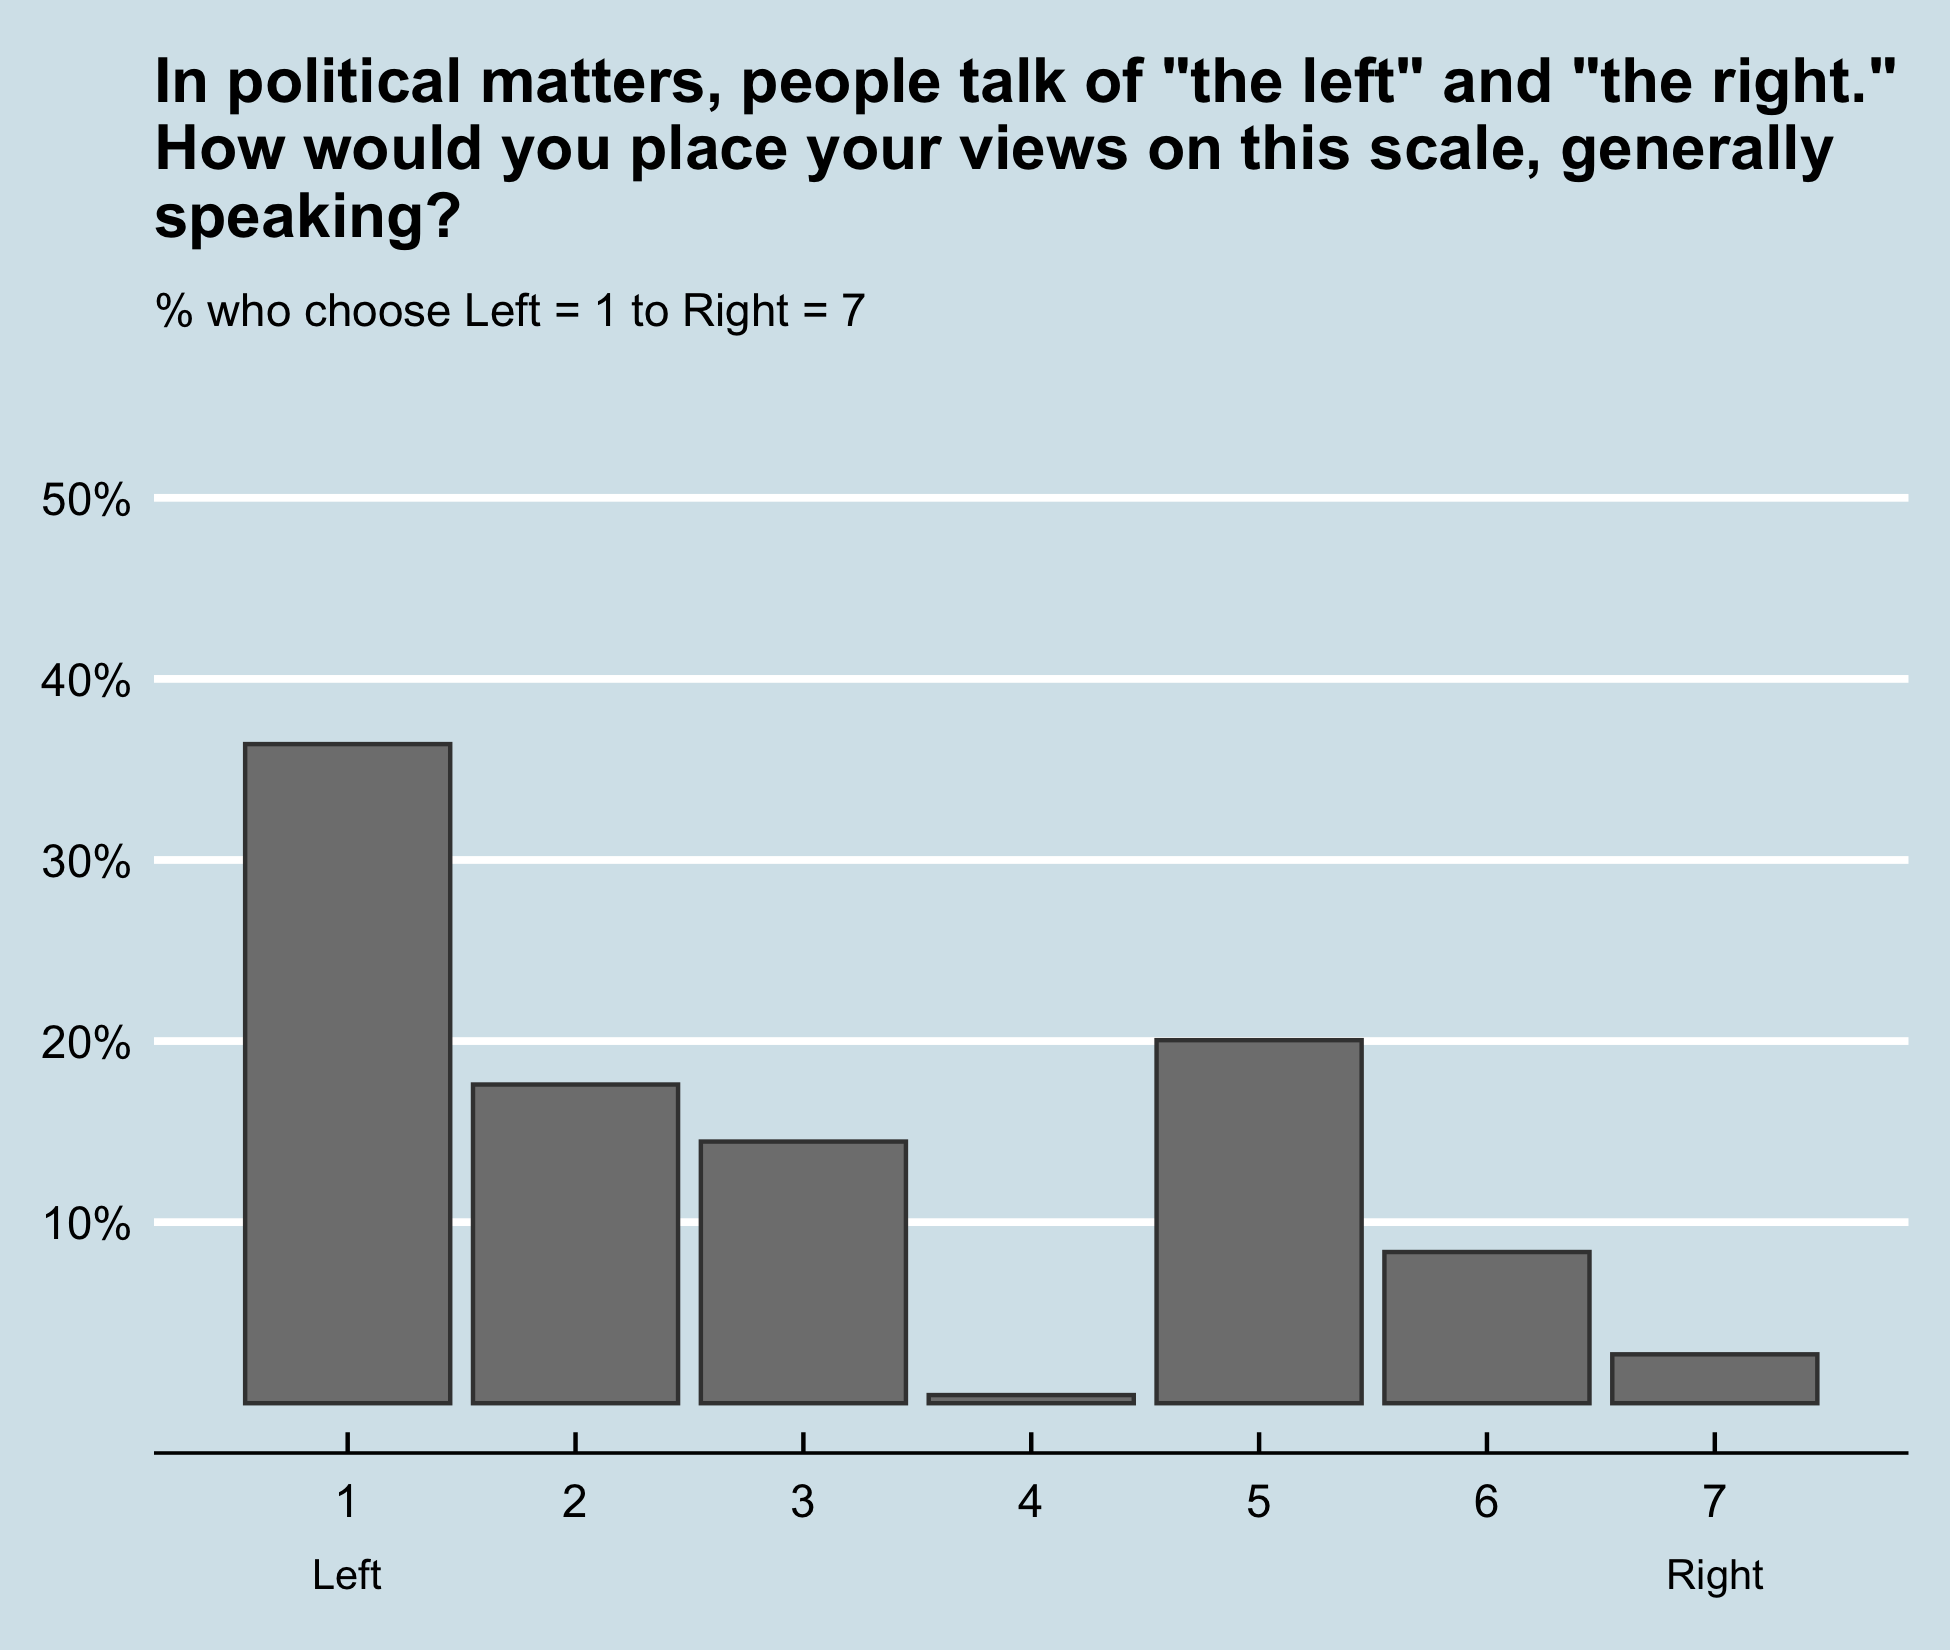 In political matters, people talk of "the left" and "the right."
How would you place your views on this scale, generally
speaking?
% who choose Left = 1 to Right = 7
50%
40%
30%
20%
10%
1 2 3 4 5 6 7
Left Right